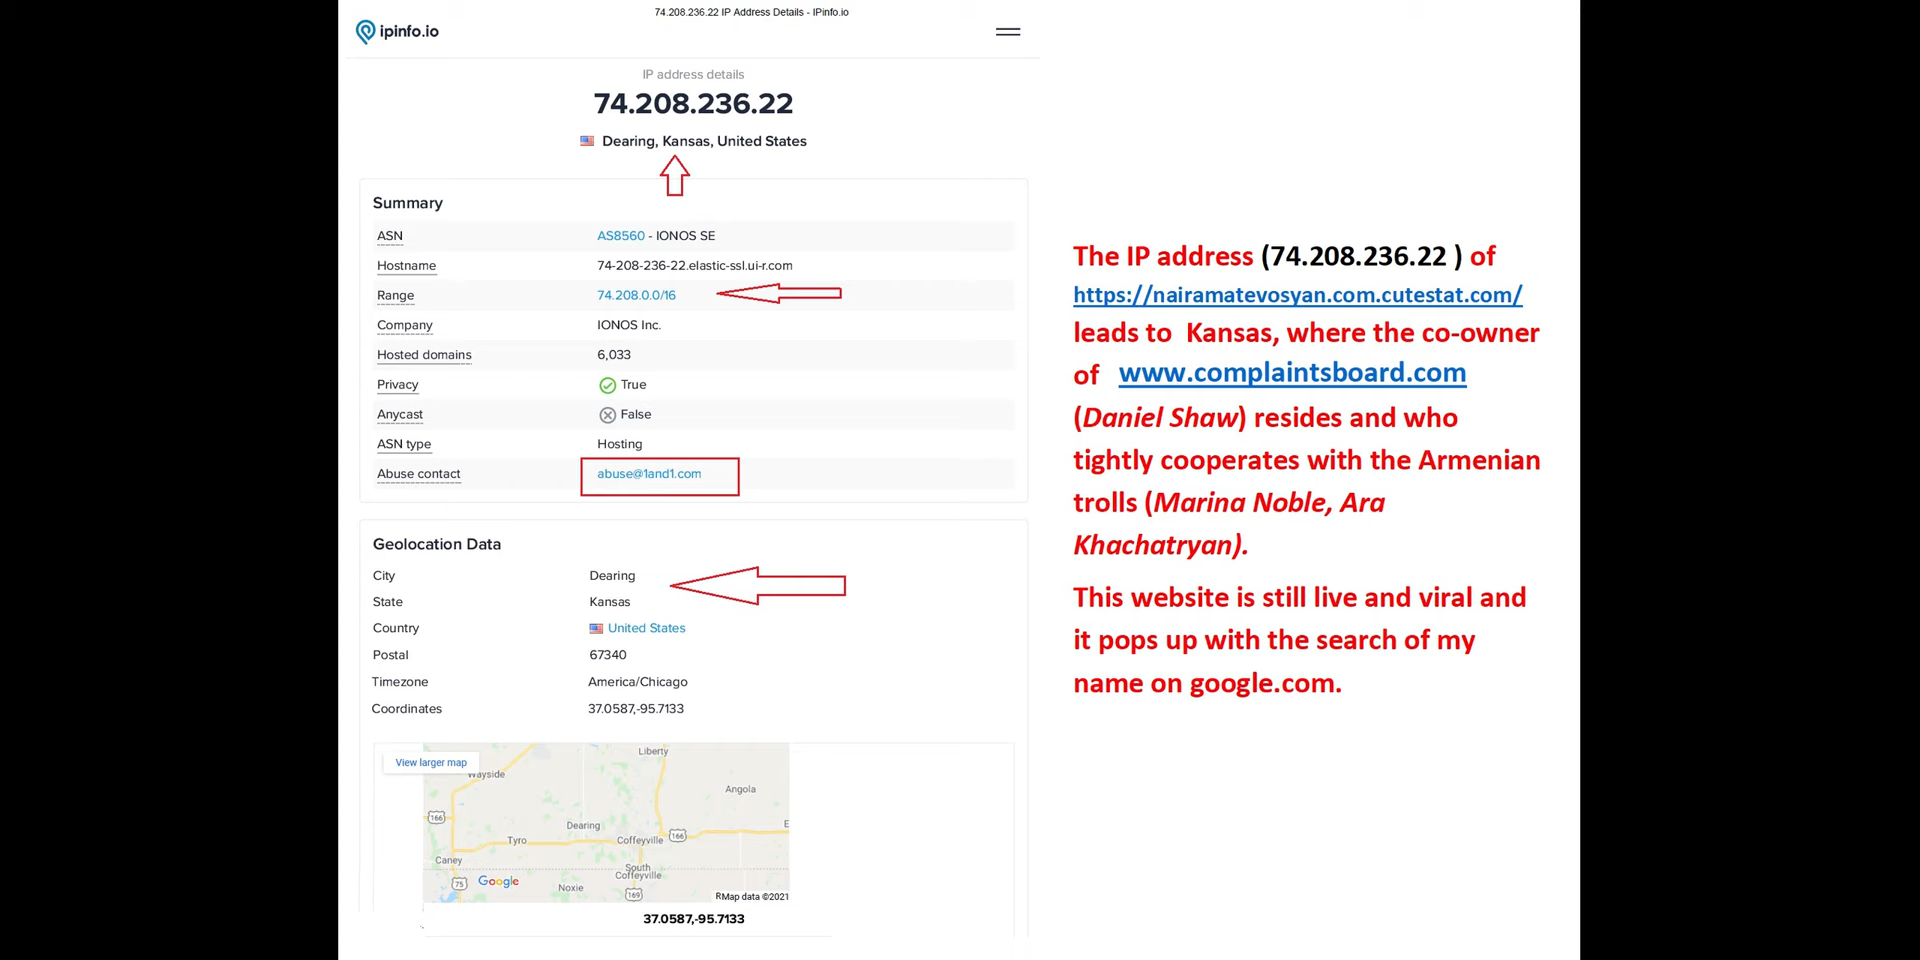 74.208.236.22 IP Address Details - IPinfo.io
ipinfo.io
IP address details
74.208.236.22
Dearing, Kansas, United States
Summary
ASN AS8560 - IONOS SE
Hostname 74-208-236-22.elastic-ssl.ui-r.com
Range 74.208.0.0/16
Company IONOS Inc.
Hosted domains 6,033
Privacy True
Anycast False
ASN type Hosting
Abuse contact abuse@1and1.com
Geolocation Data
City Dearing
State Kansas
Country United States
Postal 67340
Timezone America/Chicago
Coordinates 37.0587,-95.7133
View larger map
Liberty
Wayside
Angola
166
Dearing
Tyro
Coffeyville
166
E
Caney
South
Coffeyville
75
Google
Noxie
169
RMap data ©2021
37.0587,-95.7133
The IP address (74.208.236.22 ) of
https://nairamatevosyan.com.cutestat.com/
leads to Kansas, where the co-owner
of www.complaintsboard.com
(Daniel Shaw) resides and who
tightly cooperates with the Armenian
trolls (Marina Noble, Ara
Khachatryan).
This website is still live and viral and
it pops up with the search of my
name on google.com.